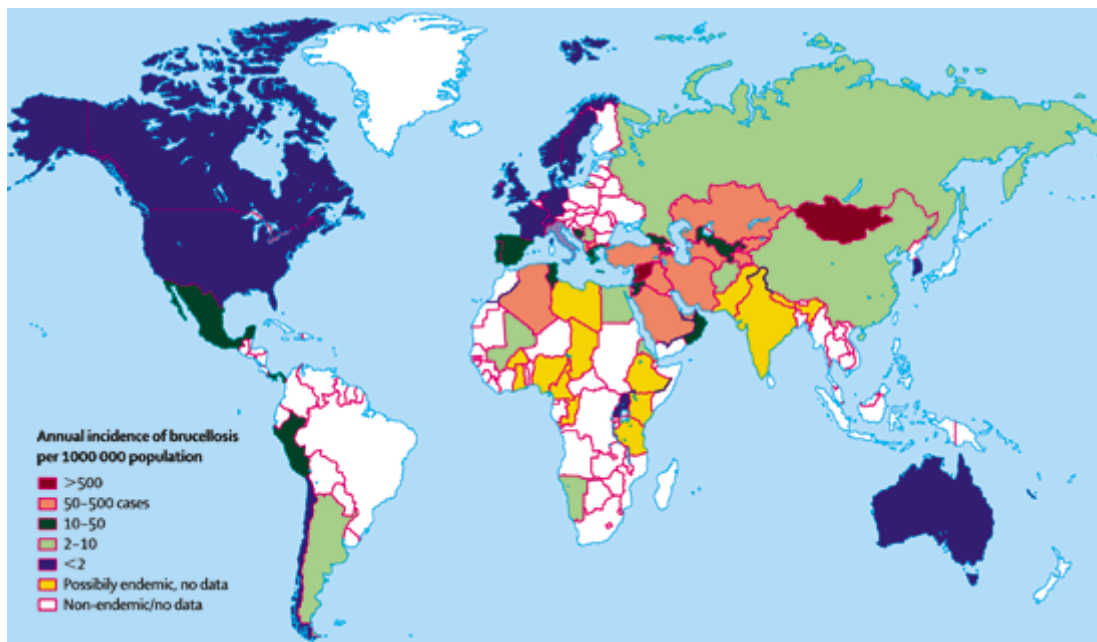 Annual incidence of brucellosis
per 1000 000 population
>500
50–500 cases
10–50
2–10
<2
Possibily endemic, no data
Non-endemic/no data